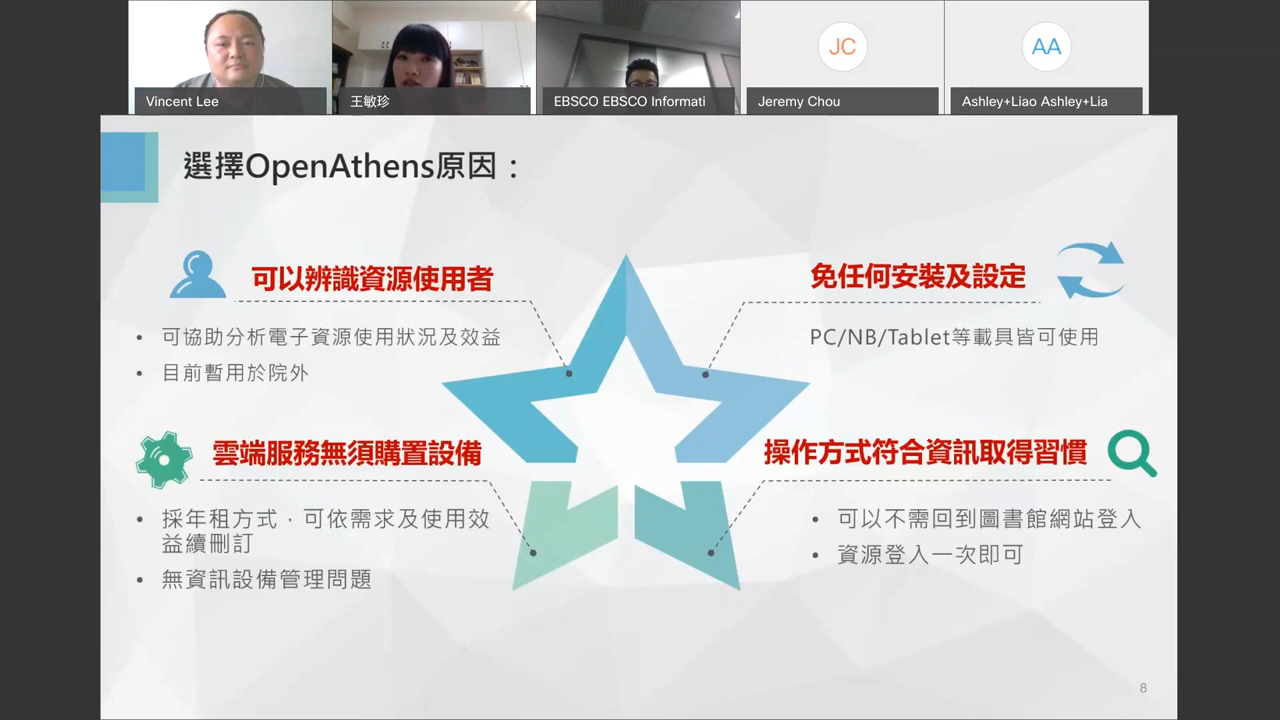 Vincent Lee
王敏珍
EBSCO EBSCO Informati
JC
Jeremy Chou
AA
Ashley+Liao Ashley+Lia
選擇OpenAthens原因：
可以辨識資源使用者
• 可協助分析電子資源使用狀況及效益
• 目前暫用於院外
免任何安裝及設定
PC/NB/Tablet等載具皆可使用
雲端服務無須購置設備
• 採年租方式，可依需求及使用效
益續刪訂
• 無資訊設備管理問題
操作方式符合資訊取得習慣
• 可以不需回到圖書館網站登入
• 資源登入一次即可
8